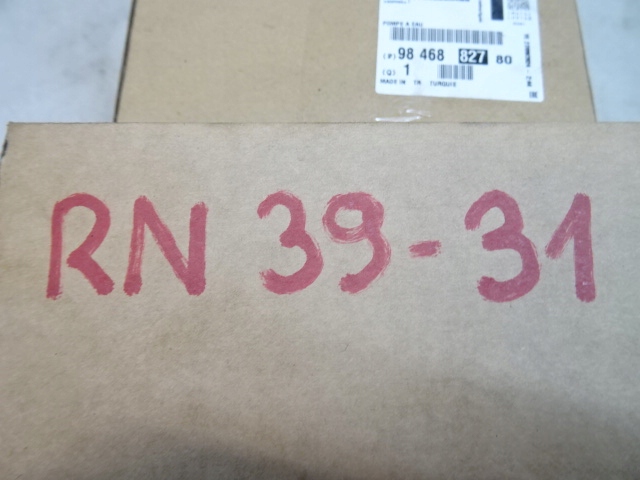 POMPE A EAU
(P) 98 468 827 80
(Q) 1
MADE IN TURQUIE
RN 39-31